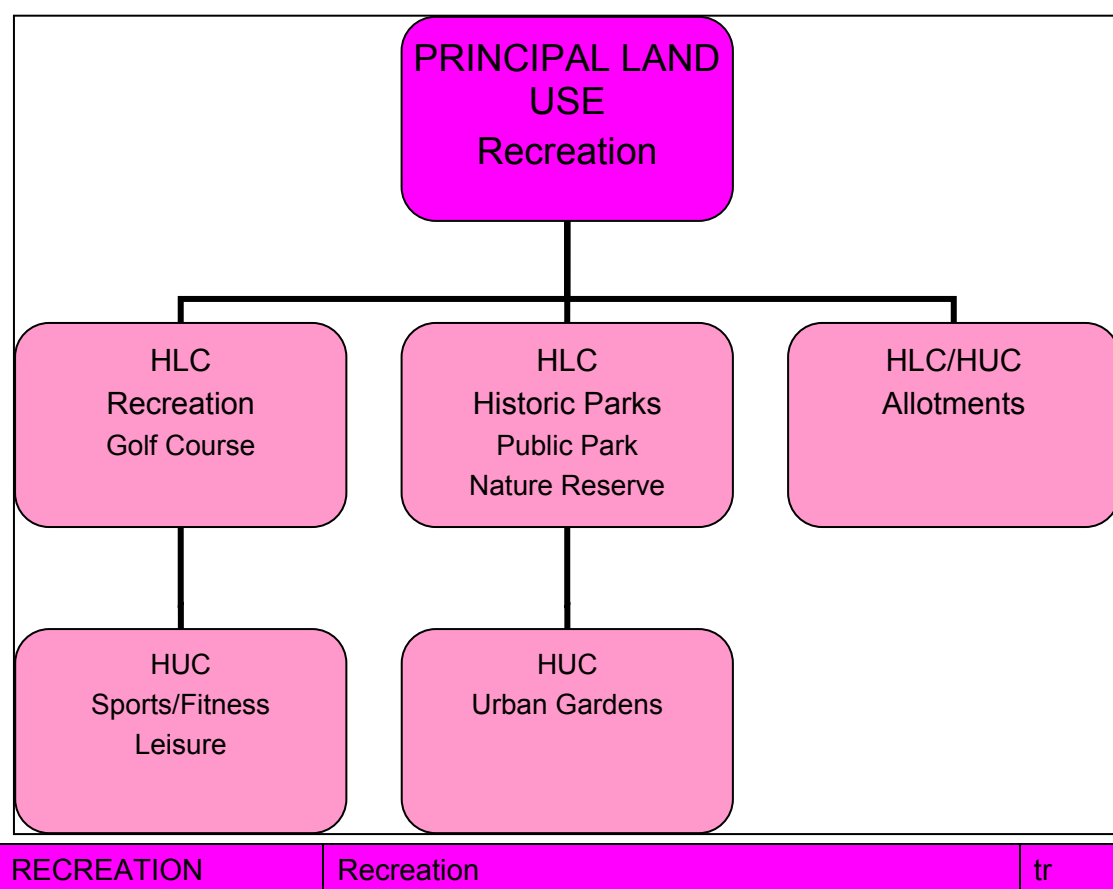 PRINCIPAL LAND
USE
Recreation
HLC
Recreation
Golf Course
HLC
Historic Parks
Public Park
Nature Reserve
HLC/HUC
Allotments
HUC
Sports/Fitness
Leisure
HUC
Urban Gardens
RECREATION Recreation tr